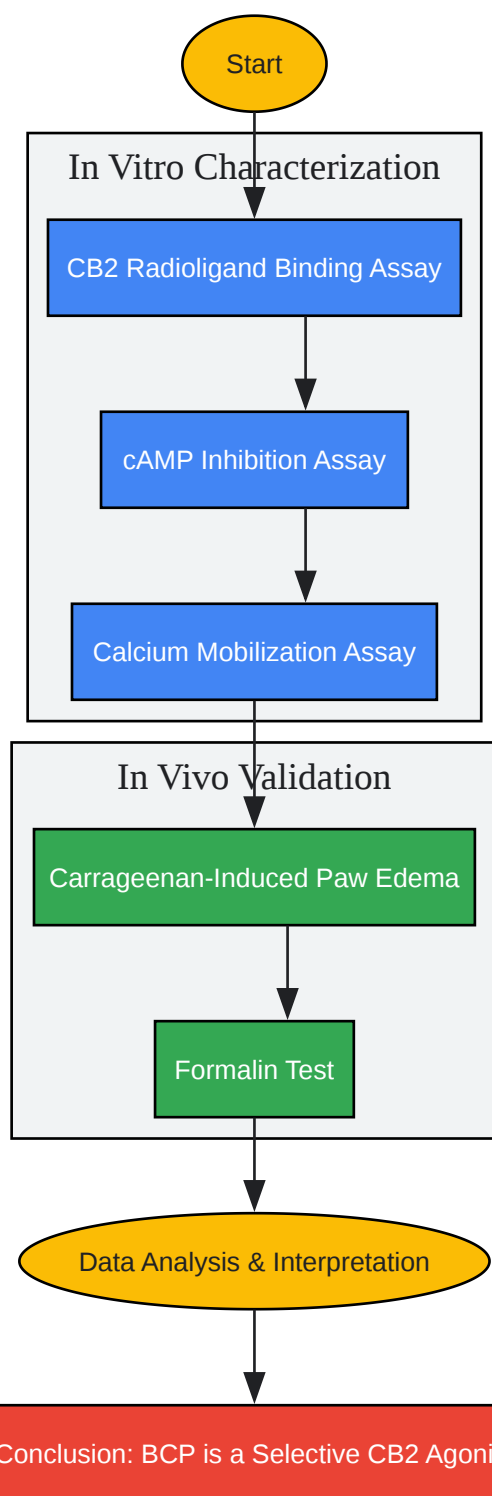 Start
In Vitro Characterization
CB2 Radioligand Binding Assay
cAMP Inhibition Assay
Calcium Mobilization Assay
In Vivo Validation
Carrageenan-Induced Paw Edema
Formalin Test
Data Analysis & Interpretation
Conclusion: BCP is a Selective CB2 Agoni